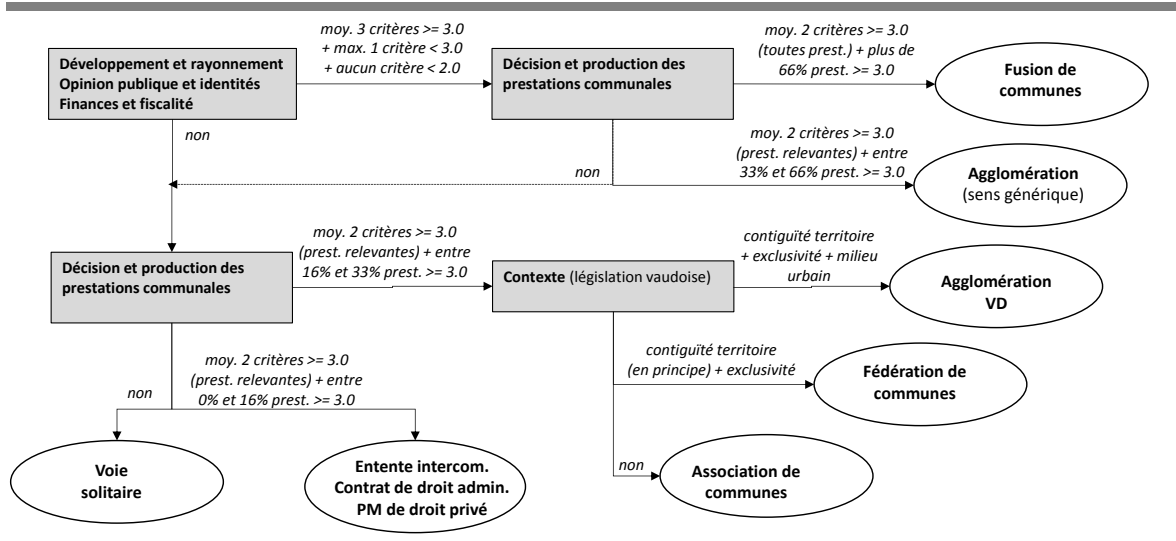 moy. 3 critères >= 3.0
+ max. 1 critère < 3.0
+ aucun critère < 2.0
moy. 2 critères >= 3.0
(toutes prest.) + plus de
66% prest. >= 3.0
Développement et rayonnement
Opinion publique et identités
Finances et fiscalité
Décision et production des
prestations communales
Fusion de
communes
non
moy. 2 critères >= 3.0
(prest. relevantes) + entre
33% et 66% prest. >= 3.0
non
Agglomération
(sens générique)
moy. 2 critères >= 3.0
(prest. relevantes) + entre
16% et 33% prest. >= 3.0
contiguïté territoire
+ exclusivité + milieu
urbain
Décision et production des
prestations communales
Contexte (législation vaudoise)
Agglomération
VD
moy. 2 critères >= 3.0
(prest. relevantes) + entre
0% et 16% prest. >= 3.0
non
contiguïté territoire
(en principe) + exclusivité
Fédération de
communes
Voie
solitaire
Entente intercom.
Contrat de droit admin.
PM de droit privé
non
Association de
communes